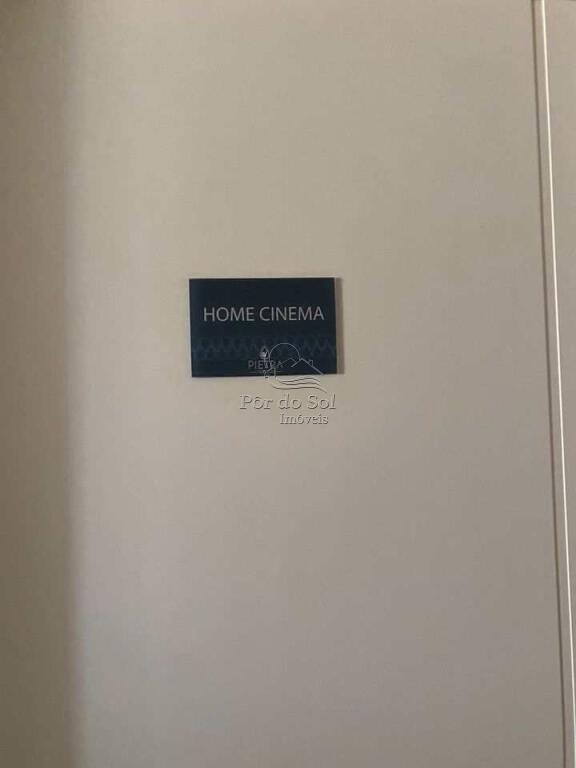 HOME CINEMA
PIETRA
Pôr do Sol
Imóveis